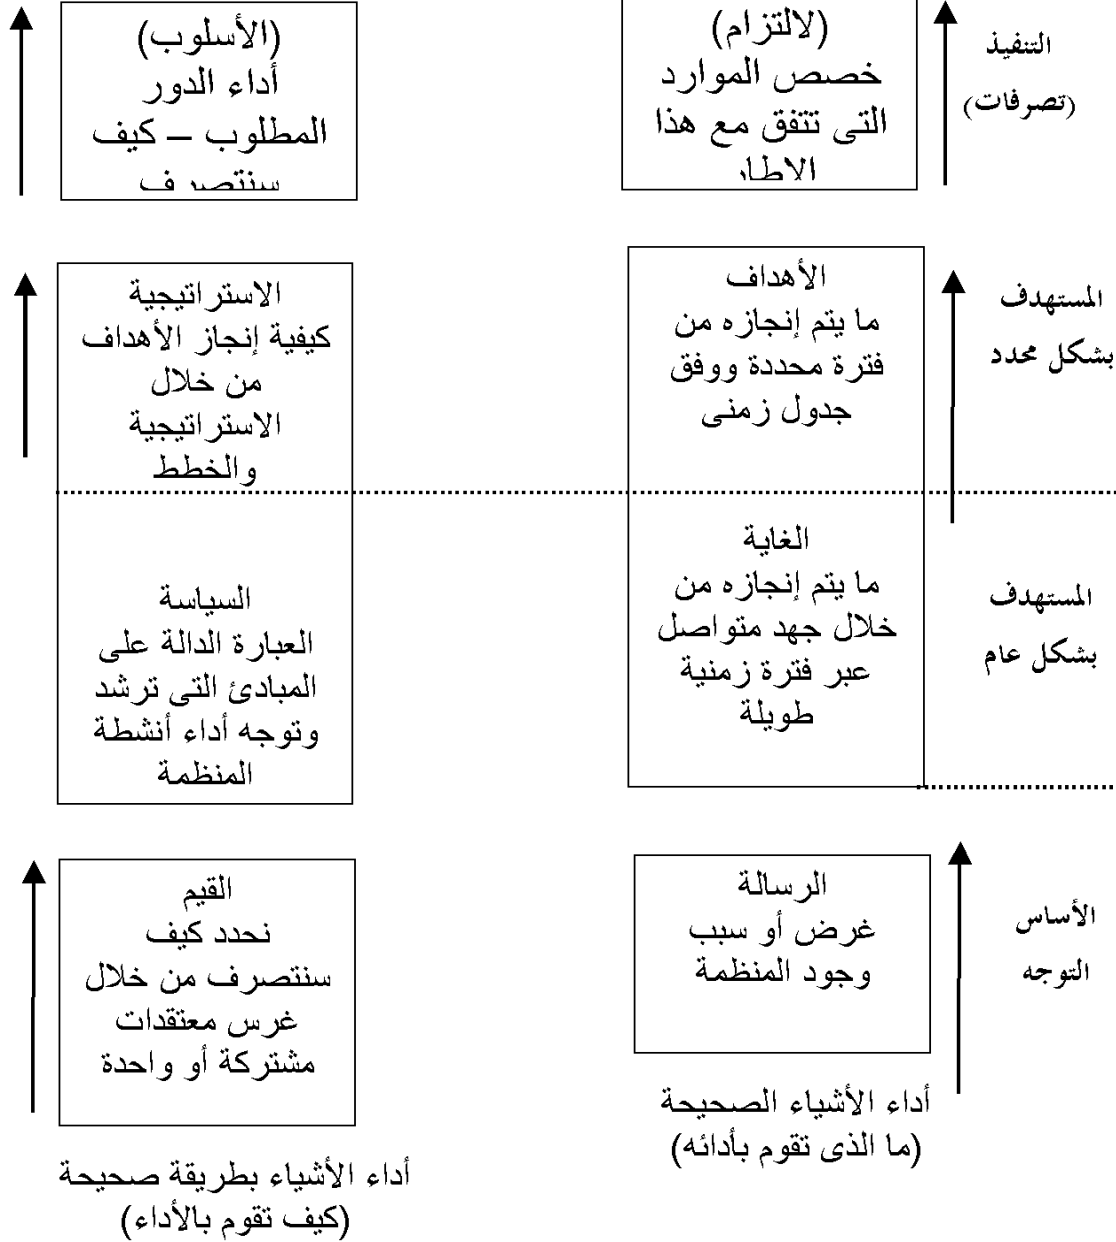 التنفيذ
(تصرفات)
(لالتزام)
خصص الموارد
التى تتفق مع هذا
الاطار
(الأسلوب)
أداء الدور
المطلوب – كيف
سنتصرف
المستهدف
بشكل محدد
الأهداف
ما يتم إنجازه من
فترة محددة ووفق
جدول زمنى
الاستراتيجية
كيفية إنجاز الأهداف
من خلال
الاستراتيجية
والخطط
المستهدف
بشكل عام
الغاية
ما يتم إنجازه من
خلال جهد متواصل
عبر فترة زمنية
طويلة
السياسة
العبارة الدالة على
المبادئ التى ترشد
وتوجه أداء أنشطة
المنظمة
الأساس
التوجه
الرسالة
غرض أو سبب
وجود المنظمة
القيم
نحدد كيف
سنتصرف من خلال
غرس معتقدات
مشتركة أو واحدة
أداء الأشياء الصحيحة
(ما الذى تقوم بأدائه)
أداء الأشياء بطريقة صحيحة
(كيف تقوم بالأداء)